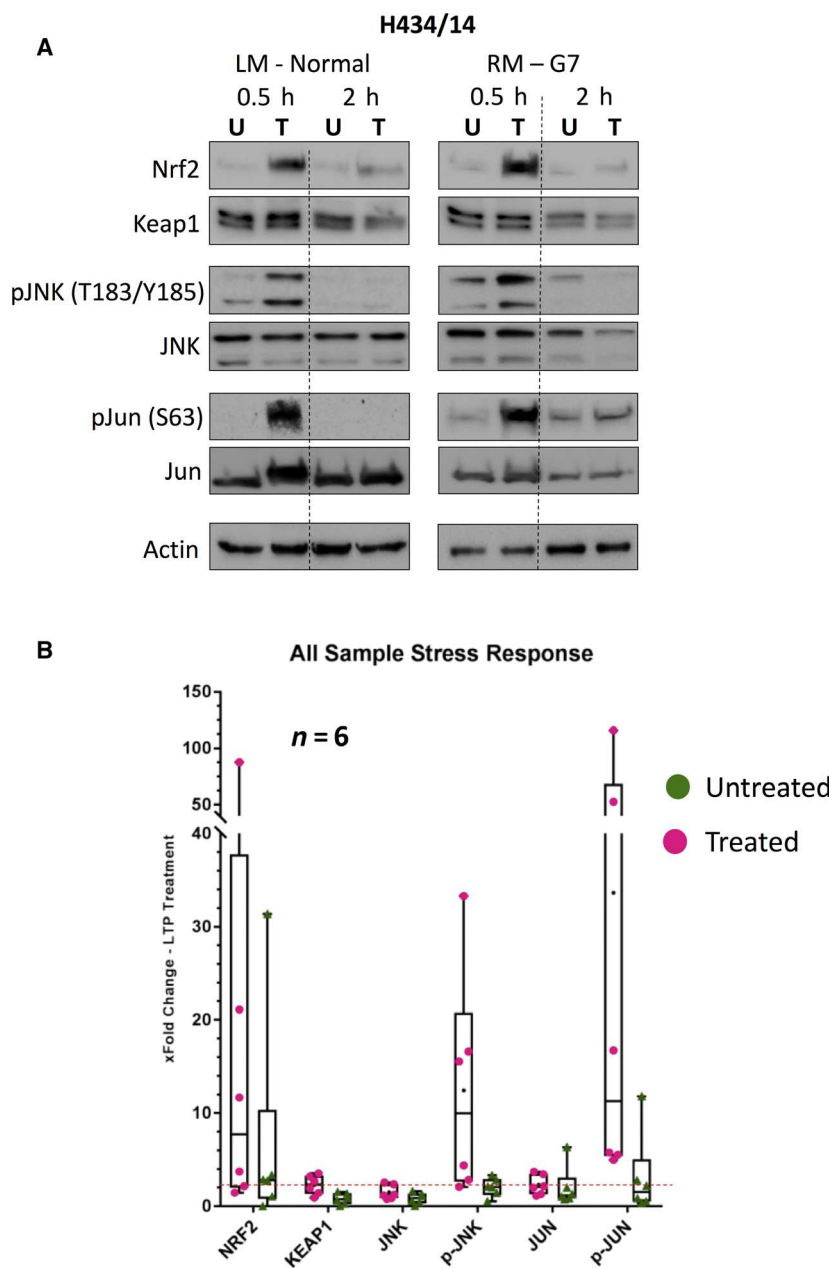 H434/14
A
LM - Normal RM – G7
0.5 h 2 h 0.5 h 2 h
U T U T U T U T
Nrf2
Keap1
pJNK (T183/Y185)
JNK
pJun (S63)
Jun
Actin
B
All Sample Stress Response
n = 6
Untreated
Treated
xFold Change - LTP Treatment
150
100
50
40
30
20
10
0
NRF2 KEAP1 JNK p-JNK JUN p-JUN